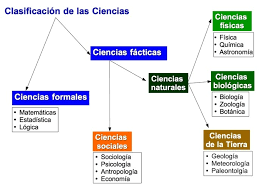 Clasificación de las Ciencias
Ciencias
físicas
• Física
• Química
• Astronomía
Ciencias fácticas
Ciencias
naturales
Ciencias
biológicas
• Biología
• Zoología
• Botánica
Ciencias formales
• Matemáticas
• Estadística
• Lógica
Ciencias
sociales
• Sociología
• Psicología
• Antropología
• Economía
Ciencias
de la Tierra
• Geología
• Meteorología
• Paleontología